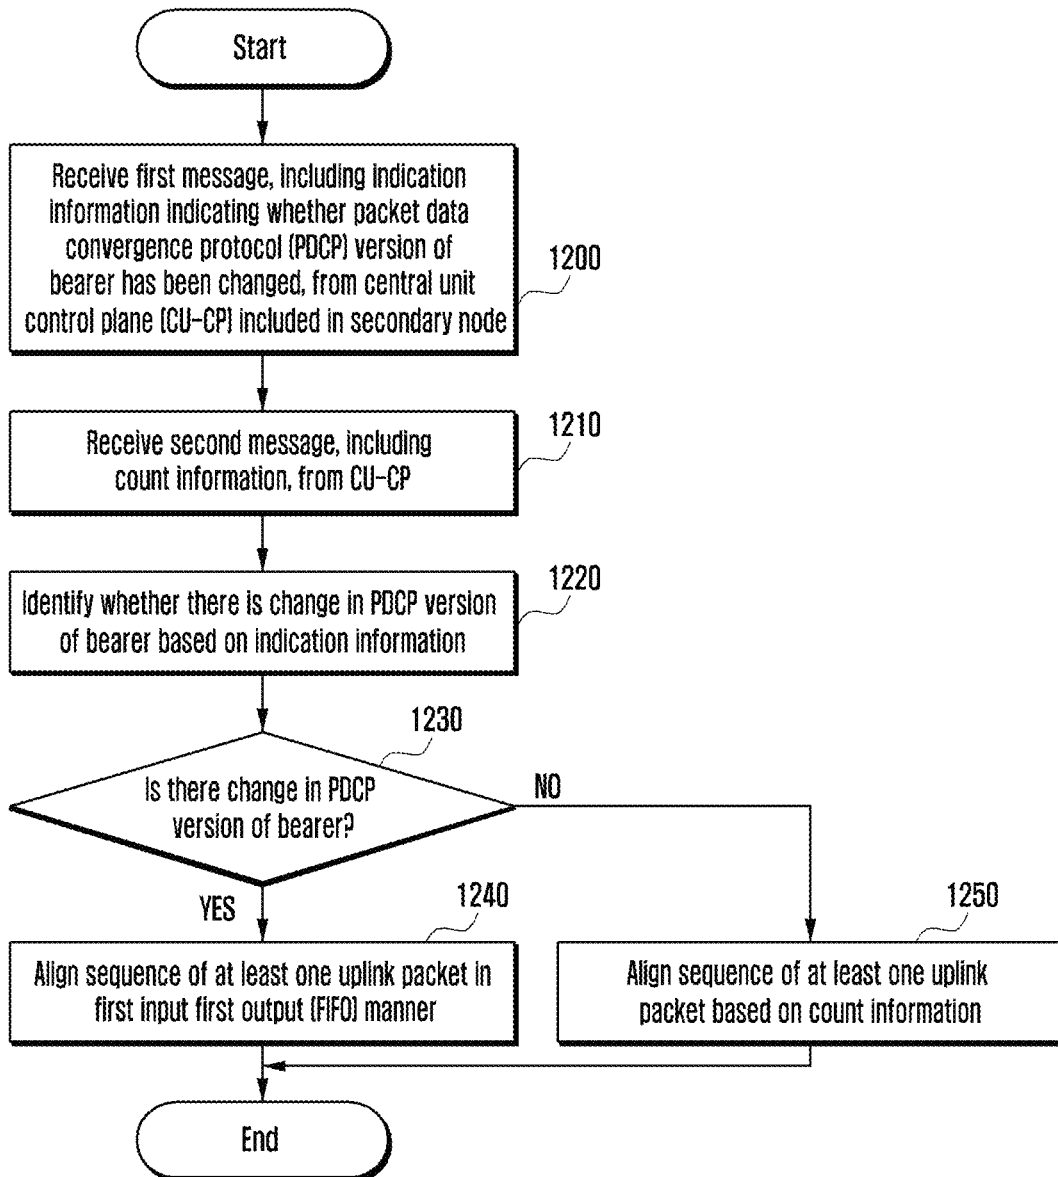 Start
Receive first message, including indication
information indicating whether packet data
convergence protocol (PDCP) version of
bearer has been changed, from central unit
control plane (CU-CP) included in secondary node
1200
Receive second message, including
count information, from CU-CP
1210
Identify whether there is change in PDCP version
of bearer based on indication information
1220
Is there change in PDCP
version of bearer?
1230
NO
YES
Align sequence of at least one uplink packet in
first input first output (FIFO) manner
1240
Align sequence of at least one uplink
packet based on count information
1250
End